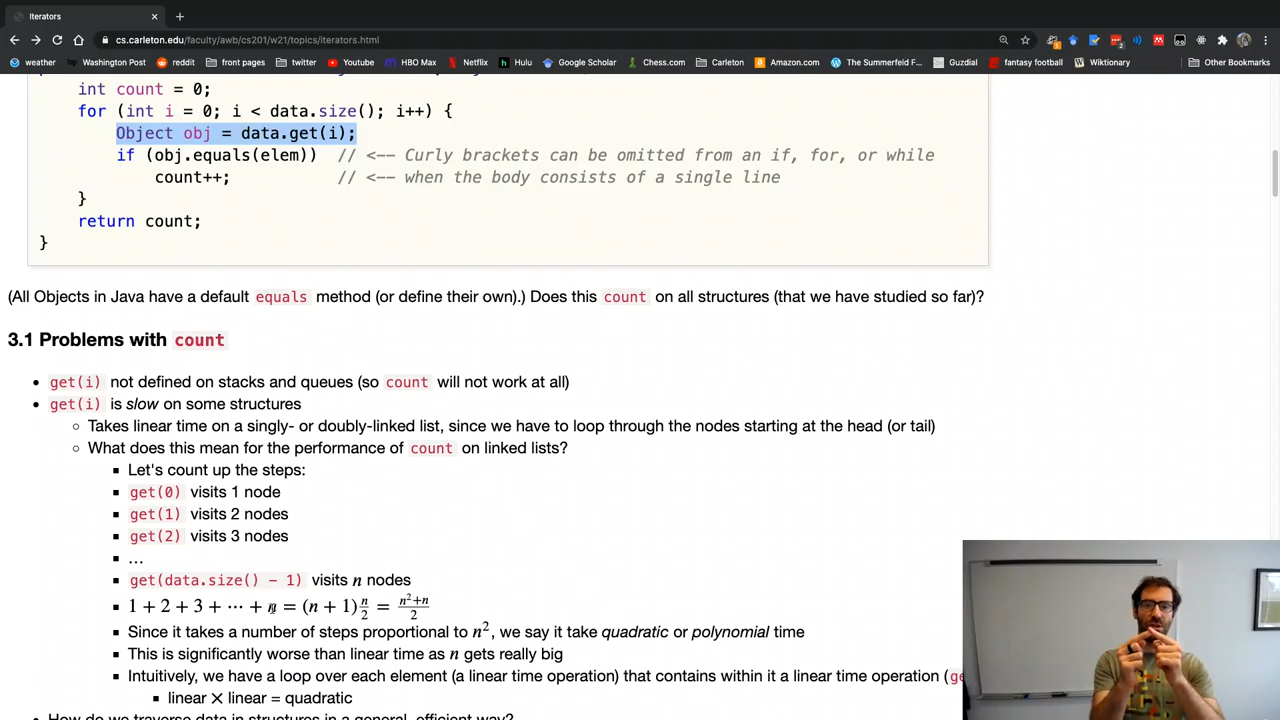 Iterators
cs.carleton.edu/faculty/awb/cs201/w21/topics/iterators.html
weather Washington Post reddit front pages twitter Youtube HBO Max Netflix Hulu Google Scholar Chess.com Carleton Amazon.com The Summerfeld F... Guzdial fantasy football Wiktionary Other Bookmarks
int count = 0;
for (int i = 0; i < data.size(); i++) {
Object obj = data.get(i);
if (obj.equals(elem)) // <-- Curly brackets can be omitted from an if, for, or while
count++; // <-- when the body consists of a single line
}
return count;
}
(All Objects in Java have a default equals method (or define their own).) Does this count on all structures (that we have studied so far)?
3.1 Problems with count
• get(i) not defined on stacks and queues (so count will not work at all)
• get(i) is slow on some structures
◦ Takes linear time on a singly- or doubly-linked list, since we have to loop through the nodes starting at the head (or tail)
◦ What does this mean for the performance of count on linked lists?
▪ Let's count up the steps:
▪ get(0) visits 1 node
▪ get(1) visits 2 nodes
▪ get(2) visits 3 nodes
▪ ...
▪ get(data.size() - 1) visits n nodes
▪ 1 + 2 + 3 + ⋯ + n = (n + 1) n/2 = n²+n/2
▪ Since it takes a number of steps proportional to n², we say it take quadratic or polynomial time
▪ This is significantly worse than linear time as n gets really big
▪ Intuitively, we have a loop over each element (a linear time operation) that contains within it a linear time operation (ge
▪ linear × linear = quadratic
• How do we traverse data in structures in a general, efficient way?